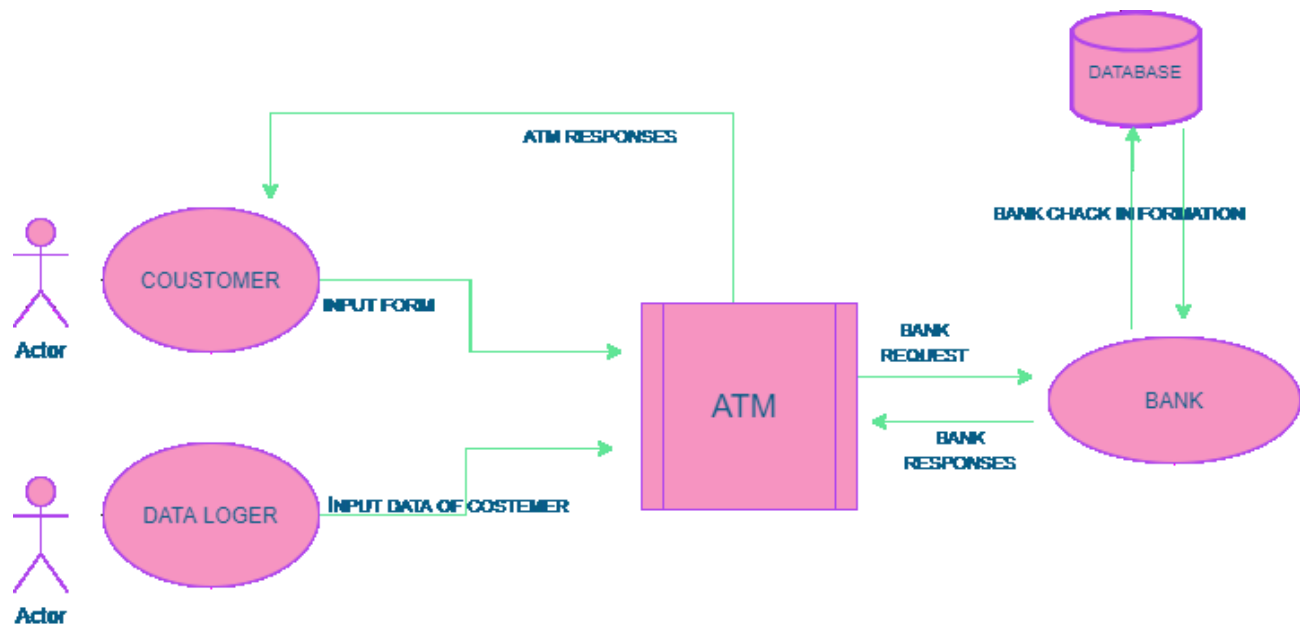 DATABASE
ATM RESPONSES
BANK CHACK IN FORMATION
COUSTOMER
INPUT FORM
Actor
BANK
REQUEST
ATM
BANK
BANK
RESPONSES
DATA LOGER
INPUT DATA OF COSTEMER
Actor